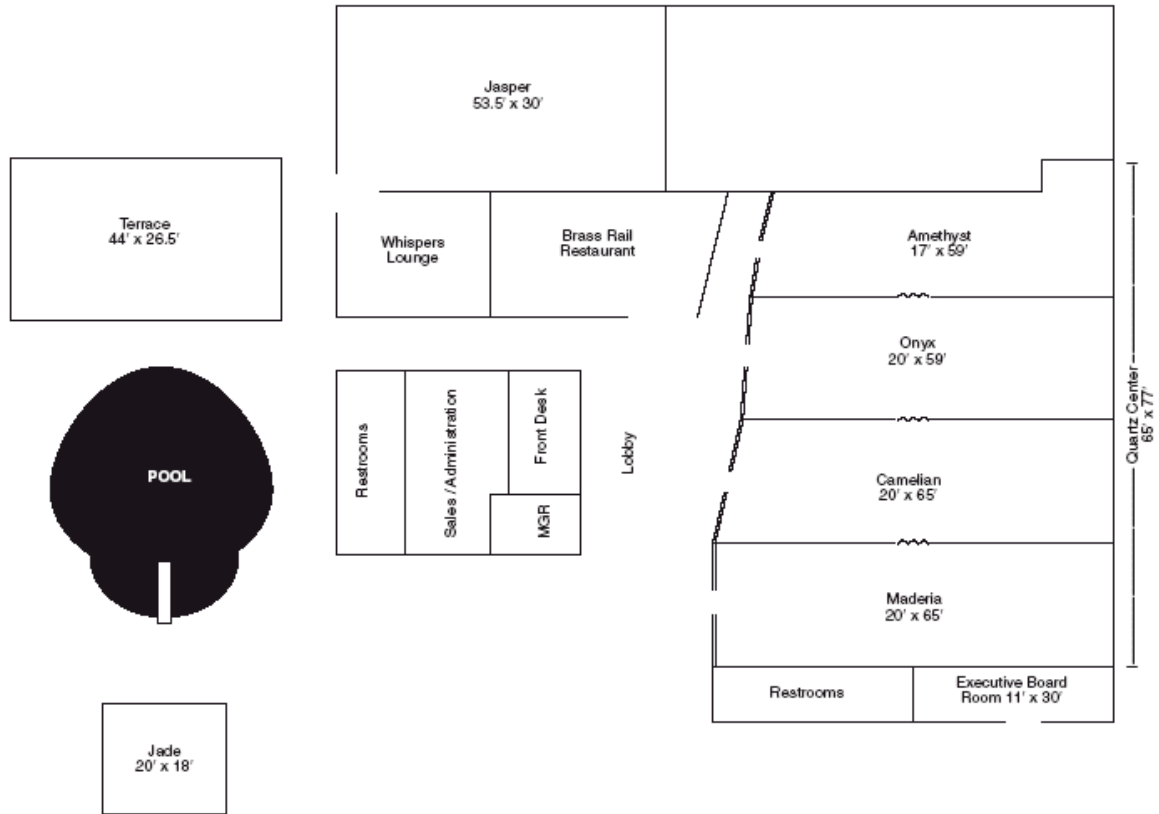 Jasper
53.5' x 30'
Terrace
44' x 26.5'
Whispers
Lounge
Brass Rail
Restaurant
Amethyst
17' x 59'
Onyx
20' x 59'
Quartz Center
65' x 77'
POOL
Restrooms
Sales / Administration
Front Desk
MGR
Lobby
Camelian
20' x 65'
Maderia
20' x 65'
Restrooms
Executive Board
Room 11' x 30'
Jade
20' x 18'